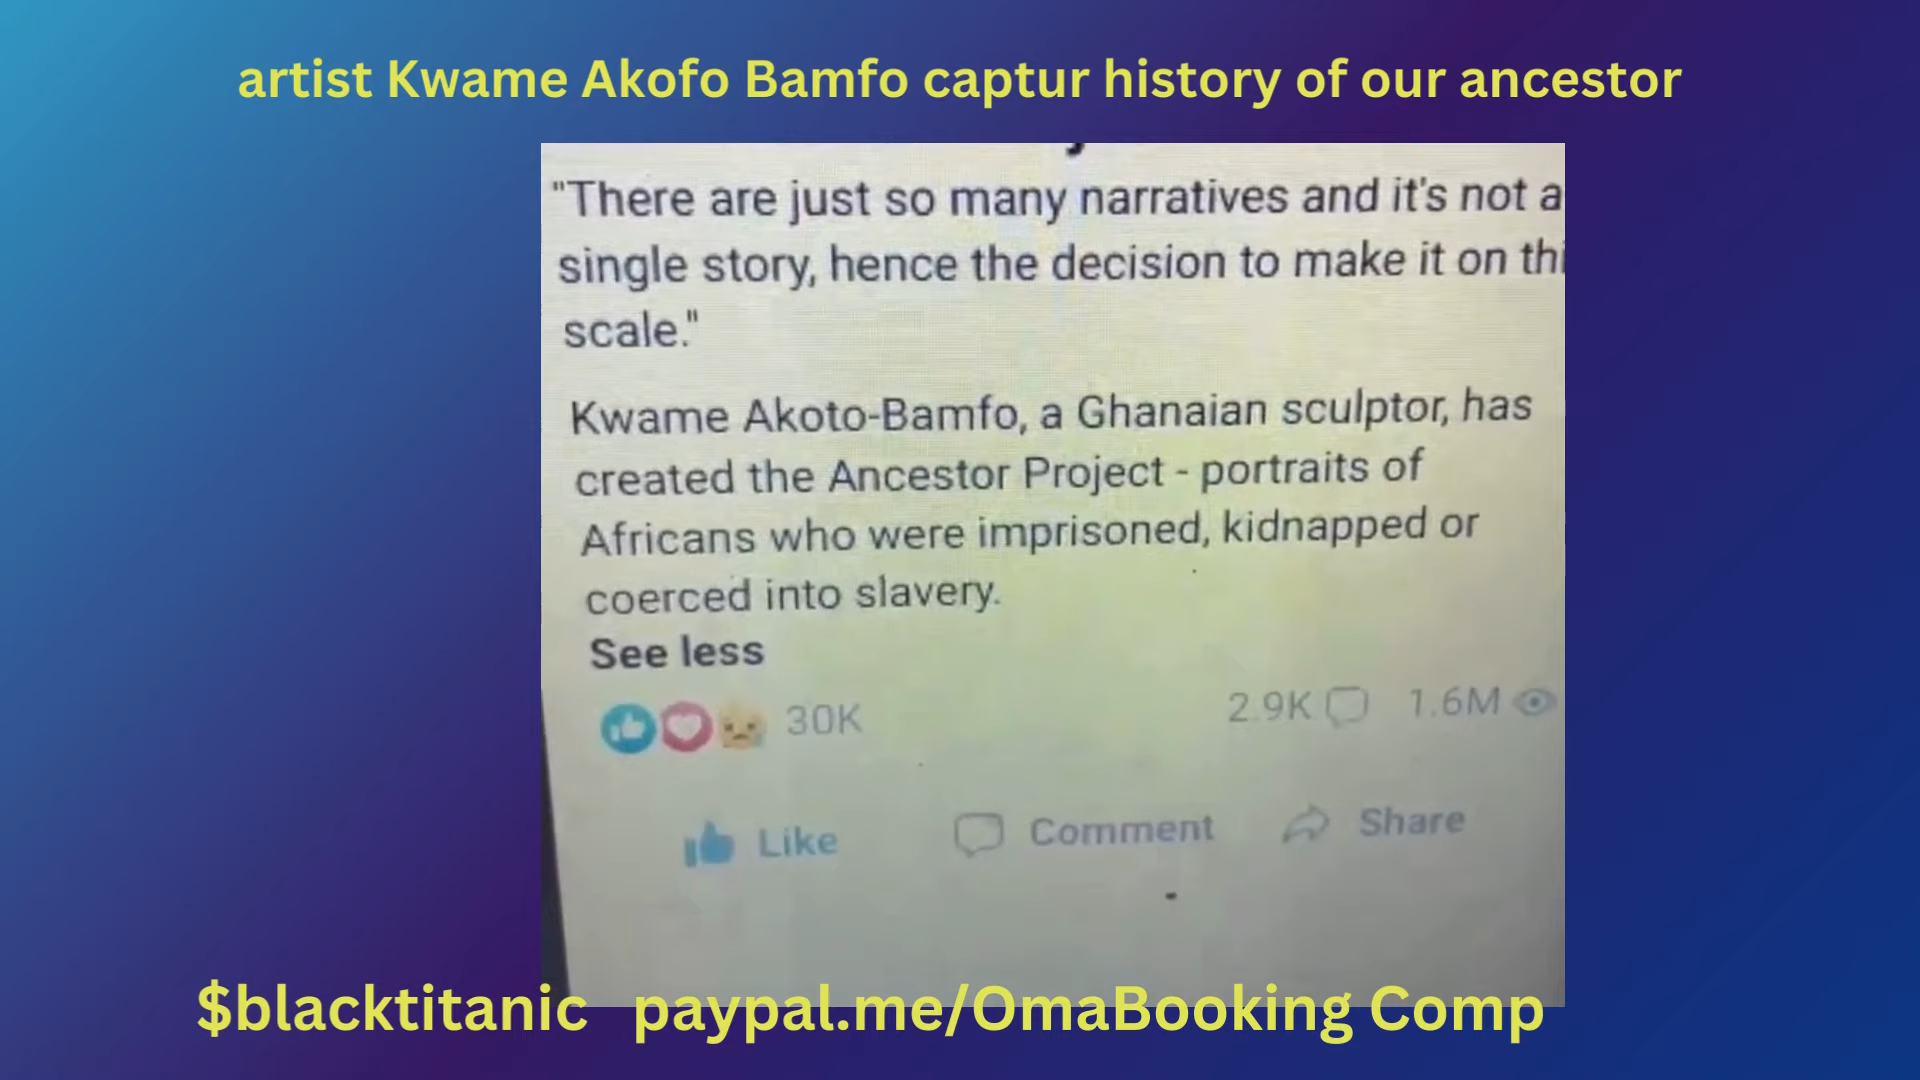 artist Kwame Akofo Bamfo captur history of our ancestor
"There are just so many narratives and it's not a
single story, hence the decision to make it on thi
scale."
Kwame Akoto-Bamfo, a Ghanaian sculptor, has
created the Ancestor Project - portraits of
Africans who were imprisoned, kidnapped or
coerced into slavery.
See less
30K 2.9K 1.6M
Like Comment Share
$blacktitanic paypal.me/OmaBooking Comp